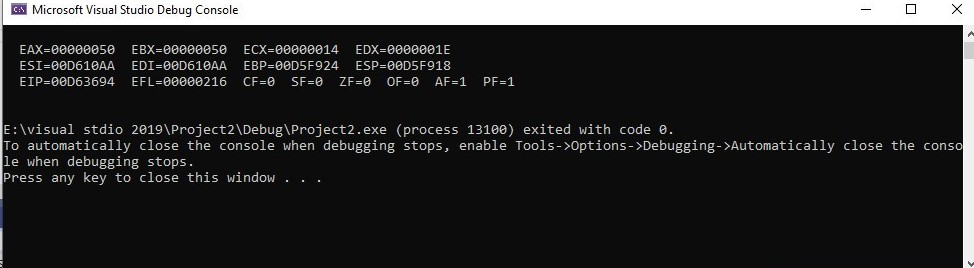 Microsoft Visual Studio Debug Console
EAX=00000050 EBX=00000050 ECX=00000014 EDX=0000001E
ESI=00D610AA EDI=00D610AA EBP=00D5F924 ESP=00D5F918
EIP=00D63694 EFL=00000216 CF=0 SF=0 ZF=0 OF=0 AF=1 PF=1
E:\visual stdio 2019\Project2\Debug\Project2.exe (process 13100) exited with code 0.
To automatically close the console when debugging stops, enable Tools->Options->Debugging->Automatically close the conso
le when debugging stops.
Press any key to close this window . . .